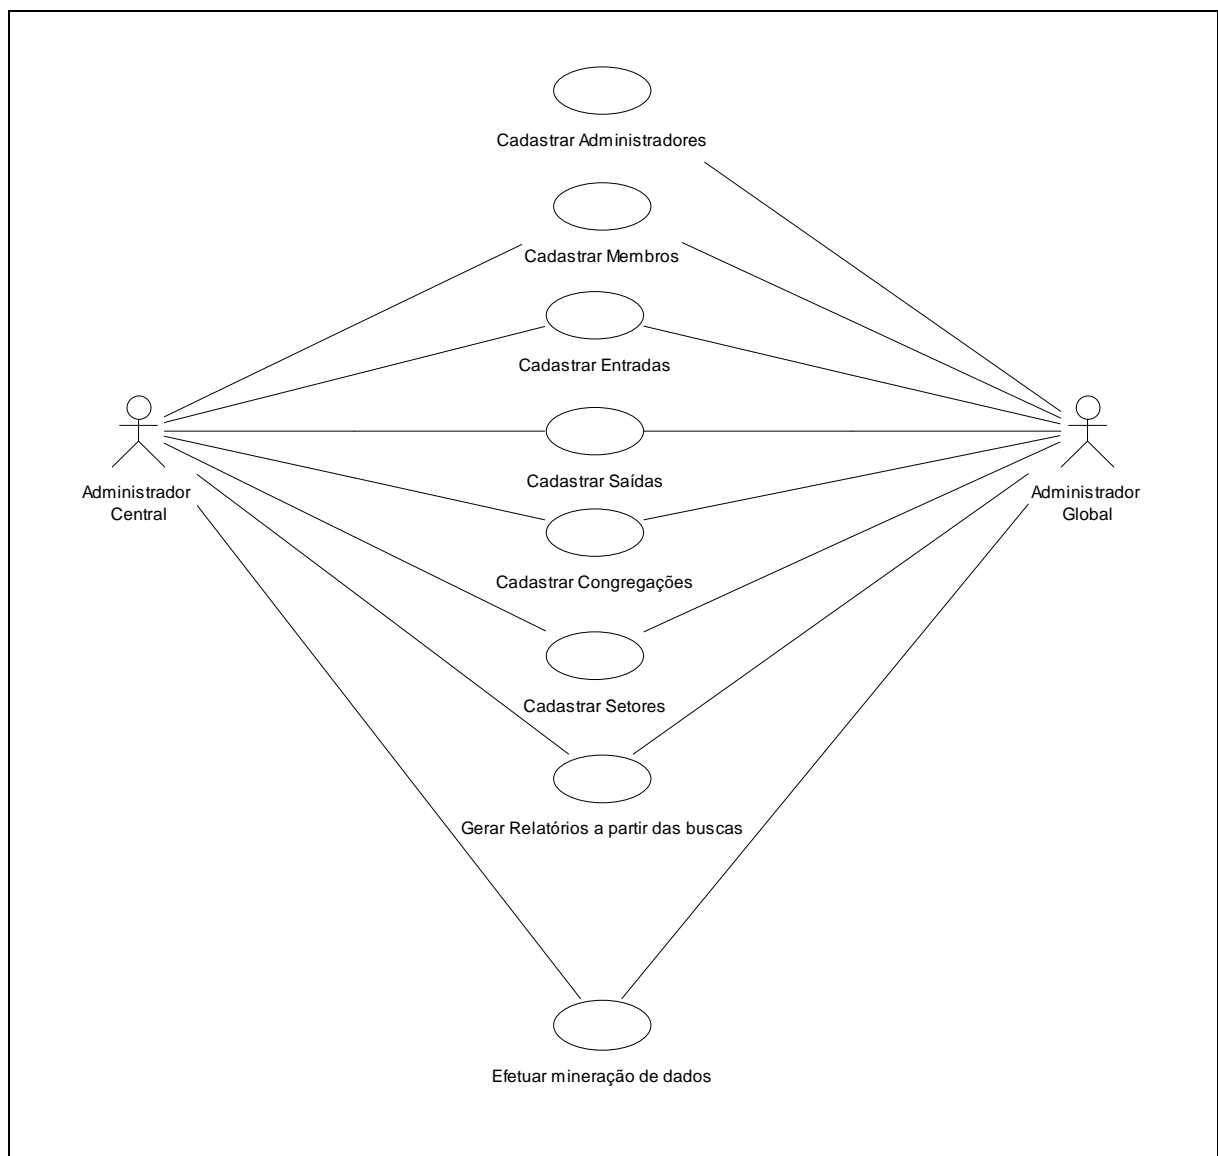 Cadastrar Administradores
Cadastrar Membros
Cadastrar Entradas
Cadastrar Saídas
Administrador
Central
Administrador
Global
Cadastrar Congregações
Cadastrar Setores
Gerar Relatórios a partir das buscas
Efetuar mineração de dados